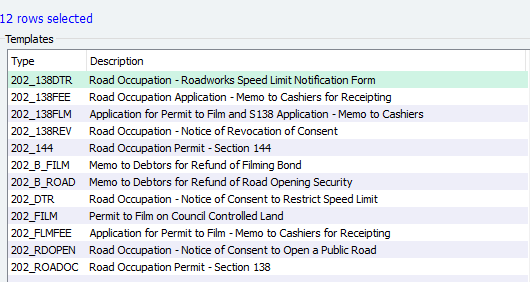 12 rows selected
Templates
Type Description
202_138DTR Road Occupation - Roadworks Speed Limit Notification Form
202_138FEE Road Occupation Application - Memo to Cashiers for Receipting
202_138FLM Application for Permit to Film and S138 Application - Memo to Cashiers
202_138REV Road Occupation - Notice of Revocation of Consent
202_144 Road Occupation Permit - Section 144
202_B_FILM Memo to Debtors for Refund of Filming Bond
202_B_ROAD Memo to Debtors for Refund of Road Opening Security
202_DTR Road Occupation - Notice of Consent to Restrict Speed Limit
202_FILM Permit to Film on Council Controlled Land
202_FLMFEE Application for Permit to Film - Memo to Cashiers for Receipting
202_RDOPEN Road Occupation - Notice of Consent to Open a Public Road
202_ROADOC Road Occupation Permit - Section 138